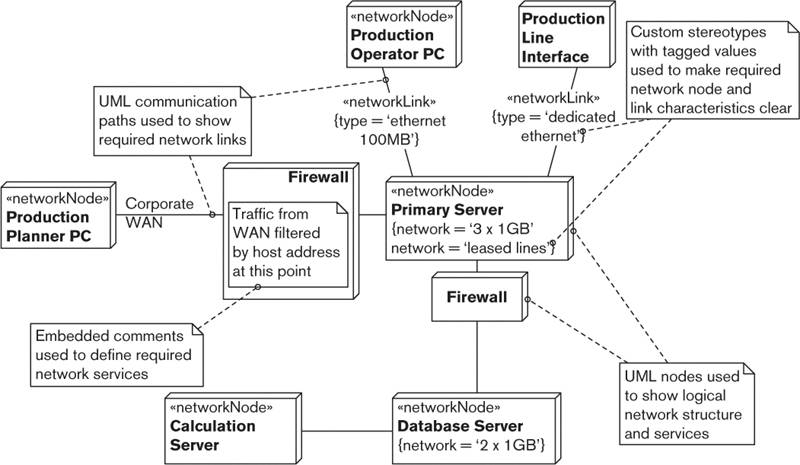 «networkNode»
Production
Operator PC
«networkNode»
Production
Line
Interface
Custom stereotypes
with tagged values
used to make required
network node and
link characteristics clear
UML communication
paths used to show
required network links
«networkLink»
{type = ‘ethernet
100MB’}
«networkLink»
{type = ‘dedicated
ethernet’}
«networkNode»
Production
Planner PC
Corporate
WAN
Firewall
Traffic from
WAN filtered
by host address
at this point
«networkNode»
Primary Server
{network = ‘3 x 1GB’
network = ‘leased lines’}
Firewall
Embedded comments
used to define required
network services
UML nodes used
to show logical
network structure
and services
«networkNode»
Calculation
Server
«networkNode»
Database Server
{network = ‘2 x 1GB’}